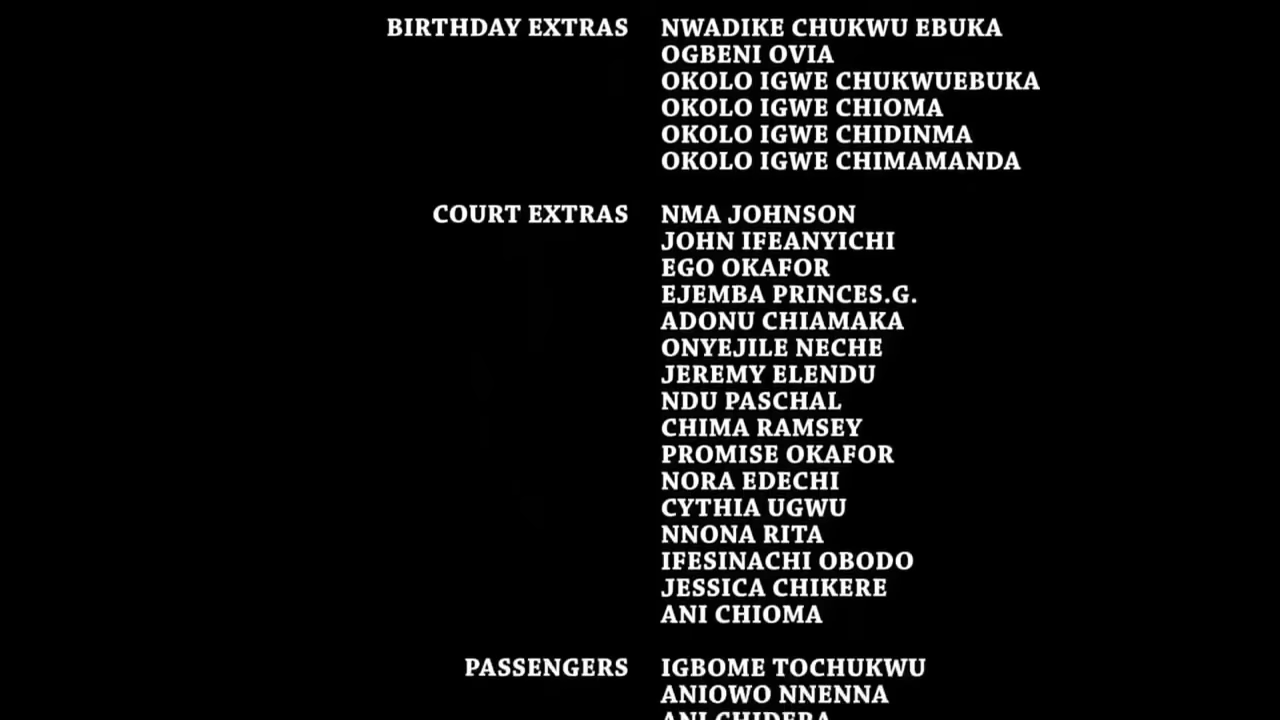 BIRTHDAY EXTRAS NWADIKE CHUKWU EBUKA
OGBENI OVIA
OKOLO IGWE CHUKWUEBUKA
OKOLO IGWE CHIOMA
OKOLO IGWE CHIDINMA
OKOLO IGWE CHIMAMANDA
COURT EXTRAS NMA JOHNSON
JOHN IFEANYICHI
EGO OKAFOR
EJEMBA PRINCES.G.
ADONU CHIAMAKA
ONYEJILE NECHE
JEREMY ELENDU
NDU PASCHAL
CHIMA RAMSEY
PROMISE OKAFOR
NORA EDECHI
CYTHIA UGWU
NNONA RITA
IFESINACHI OBODO
JESSICA CHIKERE
ANI CHIOMA
PASSENGERS IGBOME TOCHUKWU
ANIOWO NNENNA
ANI CHIDERA